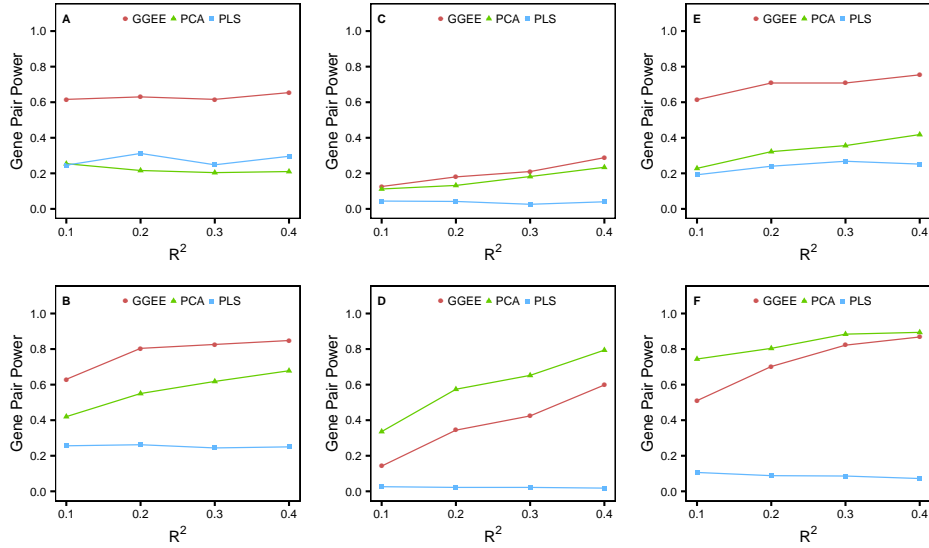 A GGEE PCA PLS
1.0
0.8
0.6
0.4
0.2
0.0
Gene Pair Power
0.1 0.2 0.3 0.4
R²
C GGEE PCA PLS
1.0
0.8
0.6
0.4
0.2
0.0
Gene Pair Power
0.1 0.2 0.3 0.4
R²
E GGEE PCA PLS
1.0
0.8
0.6
0.4
0.2
0.0
Gene Pair Power
0.1 0.2 0.3 0.4
R²
B GGEE PCA PLS
1.0
0.8
0.6
0.4
0.2
0.0
Gene Pair Power
0.1 0.2 0.3 0.4
R²
D GGEE PCA PLS
1.0
0.8
0.6
0.4
0.2
0.0
Gene Pair Power
0.1 0.2 0.3 0.4
R²
F GGEE PCA PLS
1.0
0.8
0.6
0.4
0.2
0.0
Gene Pair Power
0.1 0.2 0.3 0.4
R²